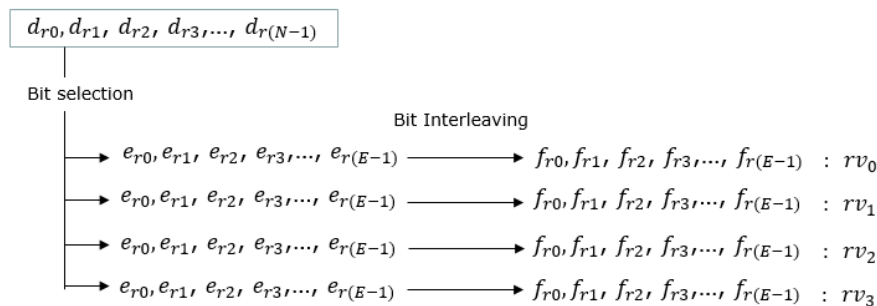 d_{r0}, d_{r1}, d_{r2}, d_{r3},..., d_{r(N−1)}
Bit selection
Bit Interleaving
e_{r0}, e_{r1}, e_{r2}, e_{r3},..., e_{r(E−1)} f_{r0}, f_{r1}, f_{r2}, f_{r3},..., f_{r(E−1)} : rv_0
e_{r0}, e_{r1}, e_{r2}, e_{r3},..., e_{r(E−1)} f_{r0}, f_{r1}, f_{r2}, f_{r3},..., f_{r(E−1)} : rv_1
e_{r0}, e_{r1}, e_{r2}, e_{r3},..., e_{r(E−1)} f_{r0}, f_{r1}, f_{r2}, f_{r3},..., f_{r(E−1)} : rv_2
e_{r0}, e_{r1}, e_{r2}, e_{r3},..., e_{r(E−1)} f_{r0}, f_{r1}, f_{r2}, f_{r3},..., f_{r(E−1)} : rv_3